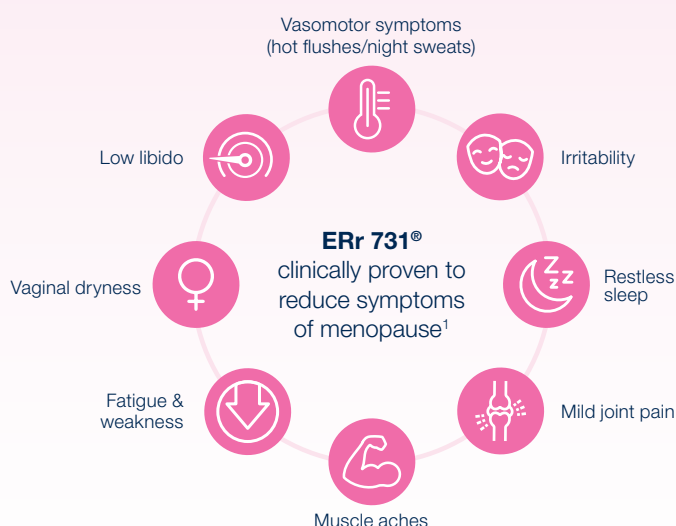 Vasomotor symptoms
(hot flushes/night sweats)
Low libido
Irritability
ERr 731®
clinically proven to
reduce symptoms
of menopause¹
Vaginal dryness
Restless
sleep
Z Z Z Z
Fatigue &
weakness
Mild joint pain
Muscle aches